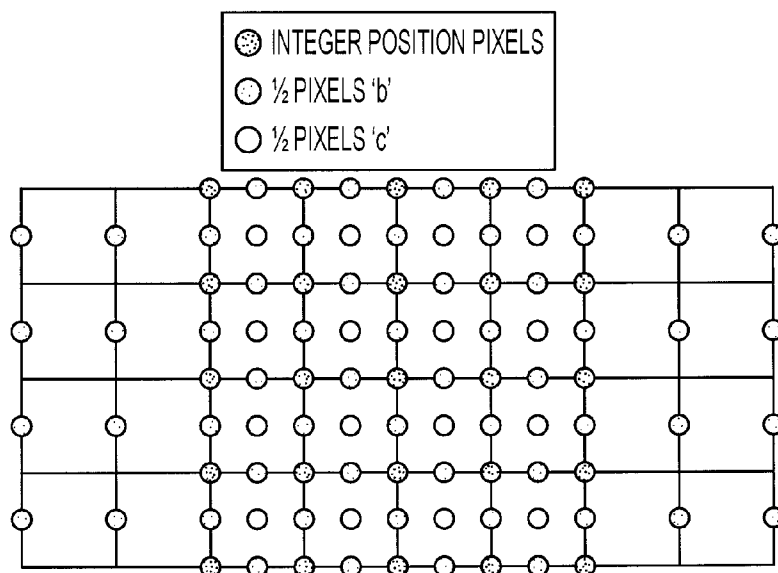 INTEGER POSITION PIXELS
½ PIXELS ‘b’
½ PIXELS ‘c’